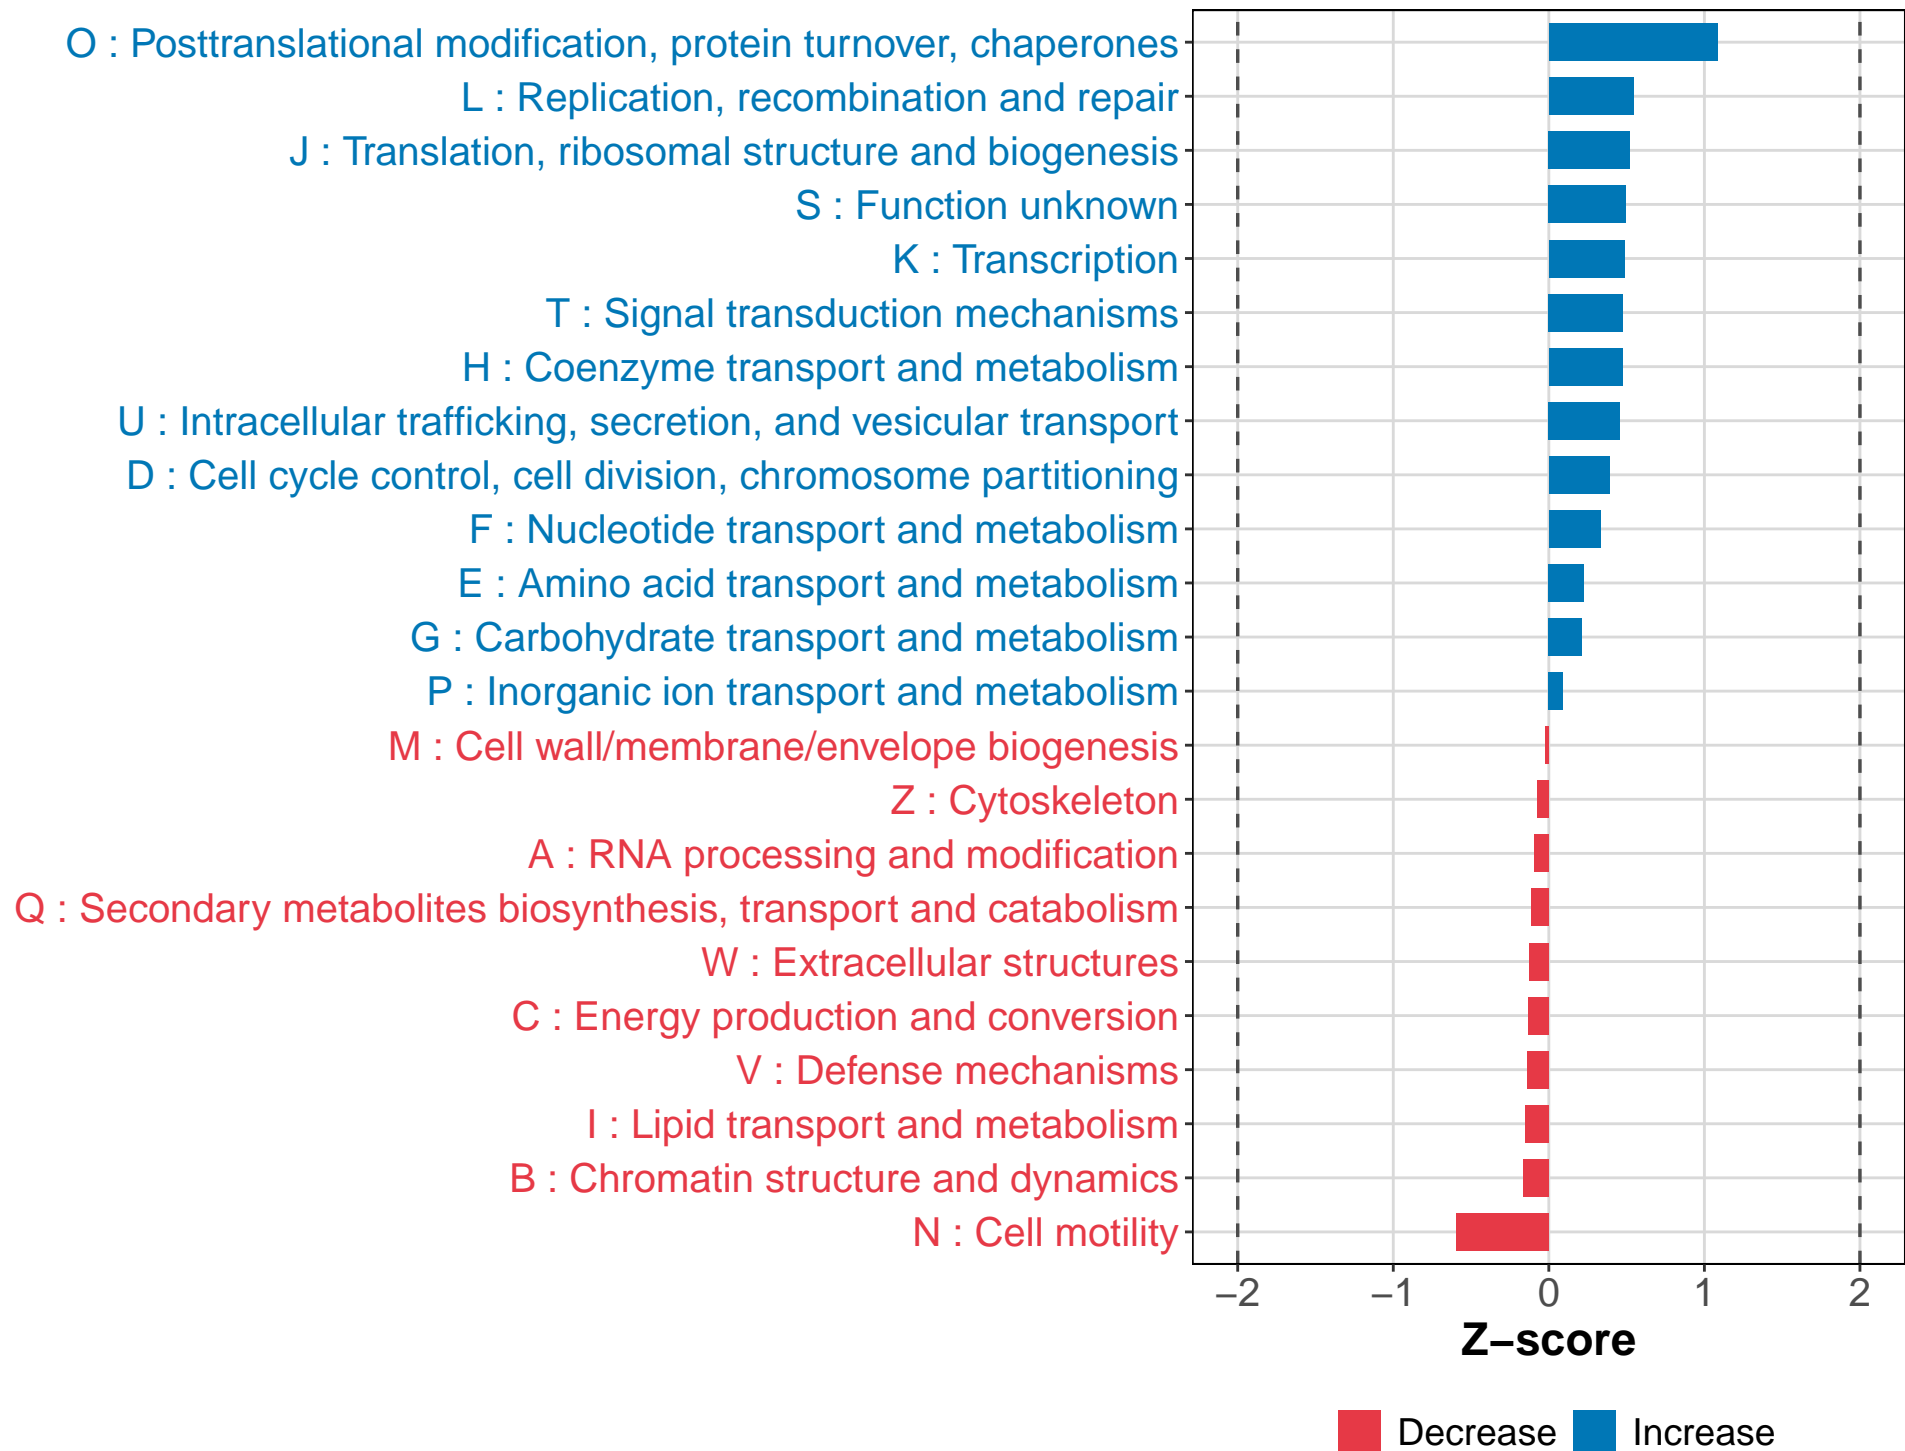 O : Posttranslational modification, protein turnover, chaperones
L : Replication, recombination and repair
J : Translation, ribosomal structure and biogenesis
S : Function unknown
K : Transcription
T : Signal transduction mechanisms
H : Coenzyme transport and metabolism
U : Intracellular trafficking, secretion, and vesicular transport
D : Cell cycle control, cell division, chromosome partitioning
F : Nucleotide transport and metabolism
E : Amino acid transport and metabolism
G : Carbohydrate transport and metabolism
P : Inorganic ion transport and metabolism
M : Cell wall/membrane/envelope biogenesis
Z : Cytoskeleton
A : RNA processing and modification
Q : Secondary metabolites biosynthesis, transport and catabolism
W : Extracellular structures
C : Energy production and conversion
V : Defense mechanisms
I : Lipid transport and metabolism
B : Chromatin structure and dynamics
N : Cell motility
−2 −1 0 1 2
Z−score
Decrease Increase